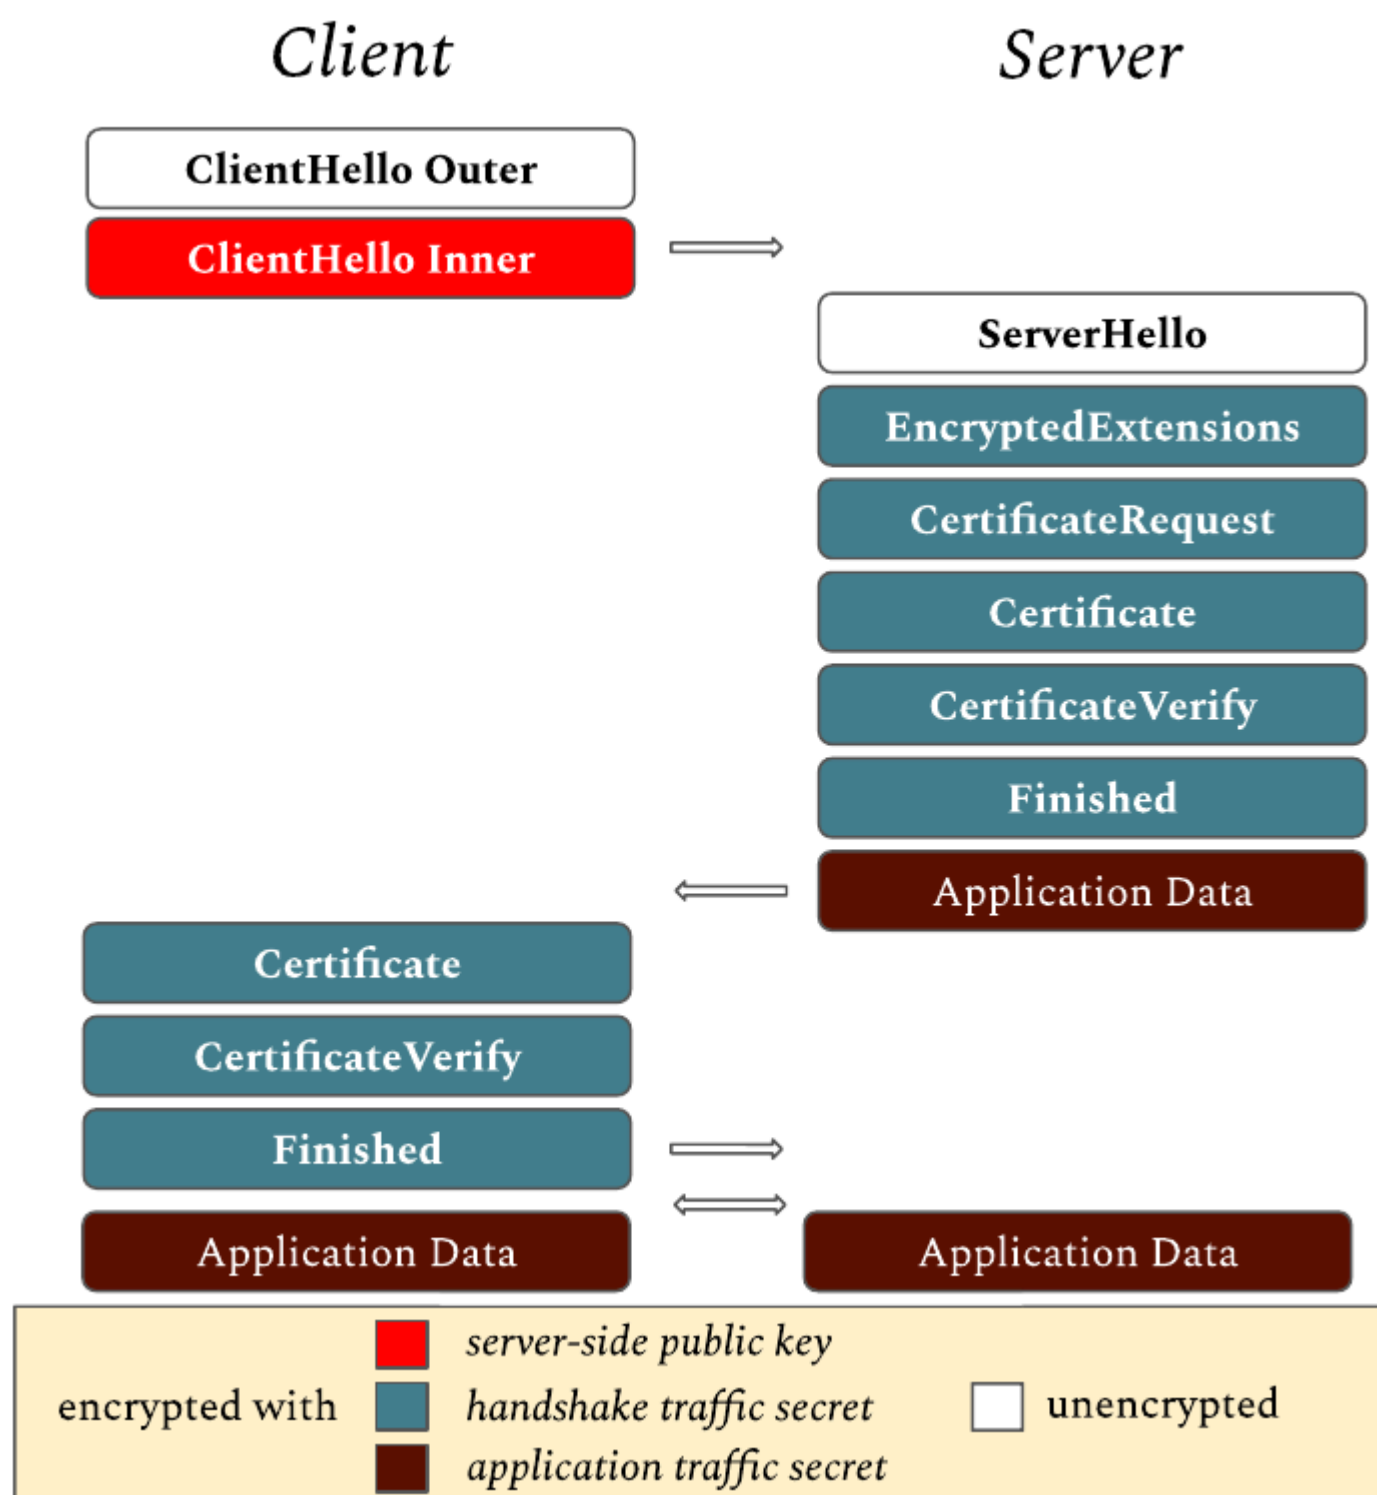 Client
Server
ClientHello Outer
ClientHello Inner
ServerHello
EncryptedExtensions
CertificateRequest
Certificate
CertificateVerify
Finished
Application Data
Certificate
CertificateVerify
Finished
Application Data
Application Data
encrypted with
server-side public key
handshake traffic secret
application traffic secret
unencrypted